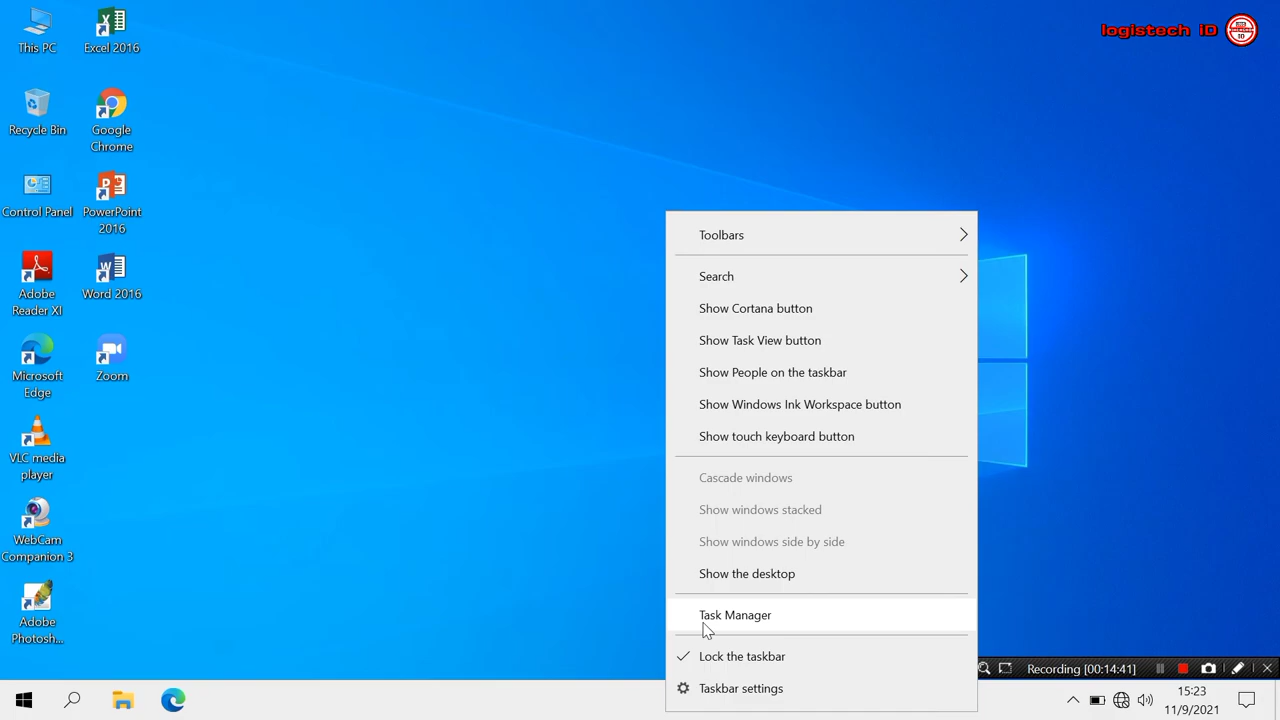 logistech iD
This PC
Excel 2016
Recycle Bin
Google
Chrome
Control Panel
PowerPoint
2016
Adobe
Reader XI
Word 2016
Microsoft
Edge
Zoom
VLC media
player
WebCam
Companion 3
Adobe
Photosh...
Toolbars
Search
Show Cortana button
Show Task View button
Show People on the taskbar
Show Windows Ink Workspace button
Show touch keyboard button
Cascade windows
Show windows stacked
Show windows side by side
Show the desktop
Task Manager
Lock the taskbar
Taskbar settings
Recording [00:14:41]
15:23
11/9/2021